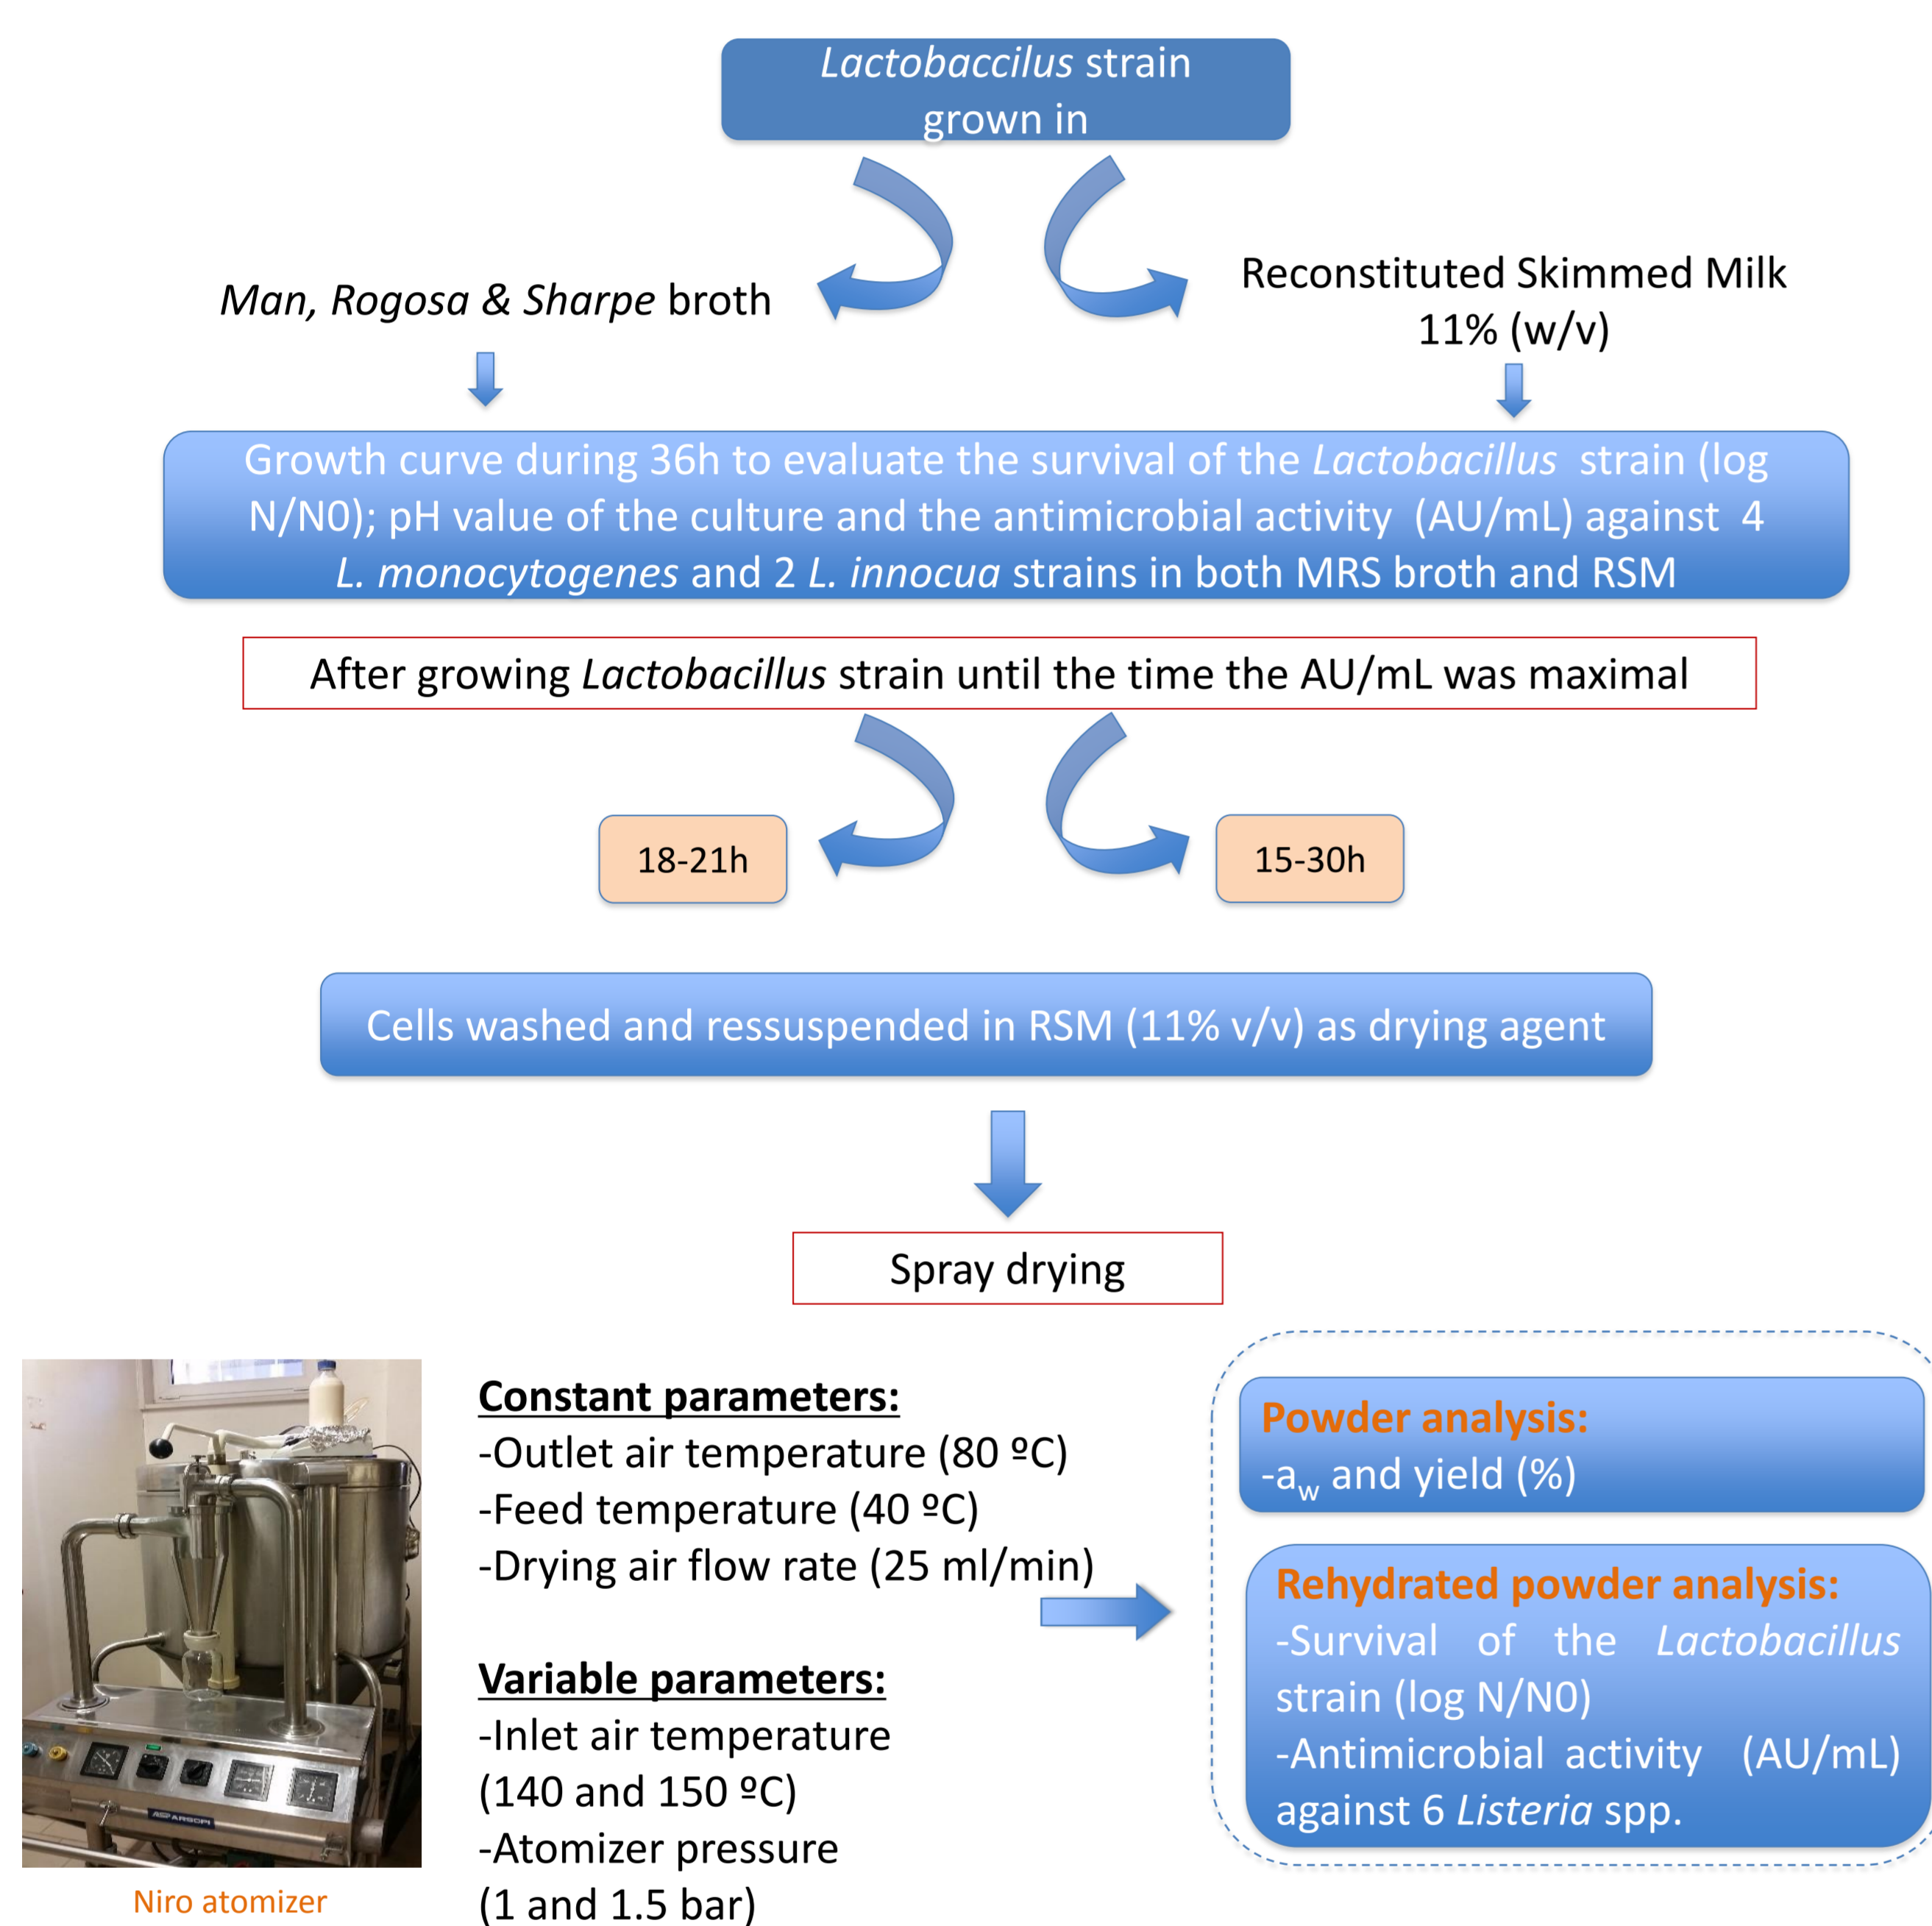 Lactobaccilus strain
grown in
Man, Rogosa & Sharpe broth
Reconstituted Skimmed Milk
11% (w/v)
Growth curve during 36h to evaluate the survival of the Lactobacillus strain (log
N/N0); pH value of the culture and the antimicrobial activity (AU/mL) against 4
L. monocytogenes and 2 L. innocua strains in both MRS broth and RSM
After growing Lactobacillus strain until the time the AU/mL was maximal
18-21h
15-30h
Cells washed and ressuspended in RSM (11% v/v) as drying agent
Spray drying
ARSOPI
Niro atomizer
Constant parameters:
-Outlet air temperature (80 ºC)
-Feed temperature (40 ºC)
-Drying air flow rate (25 ml/min)
Variable parameters:
-Inlet air temperature
(140 and 150 ºC)
-Atomizer pressure
(1 and 1.5 bar)
Powder analysis:
-aw and yield (%)
Rehydrated powder analysis:
-Survival of the Lactobacillus
strain (log N/N0)
-Antimicrobial activity (AU/mL)
against 6 Listeria spp.